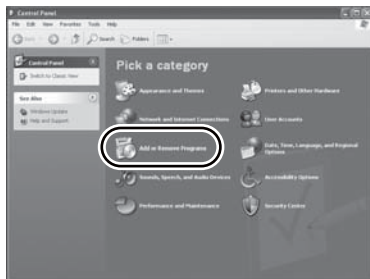 Control Panel
File Edit View Favorites Tools Help
Back Search Folders
Control Panel
Switch to Classic View
See Also
Windows Update
Help and Support
Pick a category
Appearance and Themes
Printers and Other Hardware
Network and Internet Connections
User Accounts
Add or Remove Programs
Date, Time, Language, and Regional Options
Sounds, Speech, and Audio Devices
Accessibility Options
Performance and Maintenance
Security Center